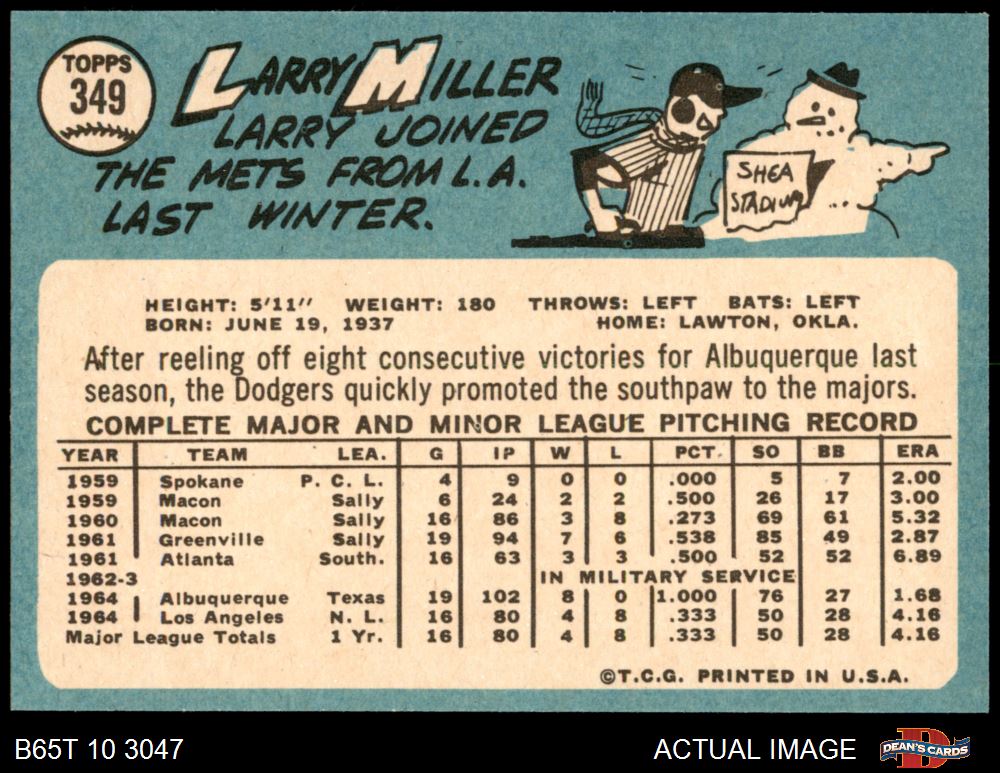 TOPPS
349
LARRY MILLER
LARRY JOINED
THE METS FROM L.A.
LAST WINTER.
SHEA
STADIUM
HEIGHT: 5'11" WEIGHT: 180 THROWS: LEFT BATS: LEFT
BORN: JUNE 19, 1937 HOME: LAWTON, OKLA.
After reeling off eight consecutive victories for Albuquerque last
season, the Dodgers quickly promoted the southpaw to the majors.
COMPLETE MAJOR AND MINOR LEAGUE PITCHING RECORD
YEAR TEAM LEA. G IP W L PCT. SO BB ERA
1959 Spokane P. C. L. 4 9 0 0 .000 5 7 2.00
1959 Macon Sally 6 24 2 2 .500 26 17 3.00
1960 Macon Sally 16 86 3 8 .273 69 61 5.32
1961 Greenville Sally 19 94 7 6 .538 85 49 2.87
1961 Atlanta South. 16 63 3 3 .500 52 52 6.89
1962-3 IN MILITARY SERVICE
1964 Albuquerque Texas 19 102 8 0 1.000 76 27 1.68
1964 Los Angeles N. L. 16 80 4 8 .333 50 28 4.16
Major League Totals 1 Yr. 16 80 4 8 .333 50 28 4.16
©T.C.G. PRINTED IN U.S.A.
B65T 10 3047 ACTUAL IMAGE DEAN'S CARDS